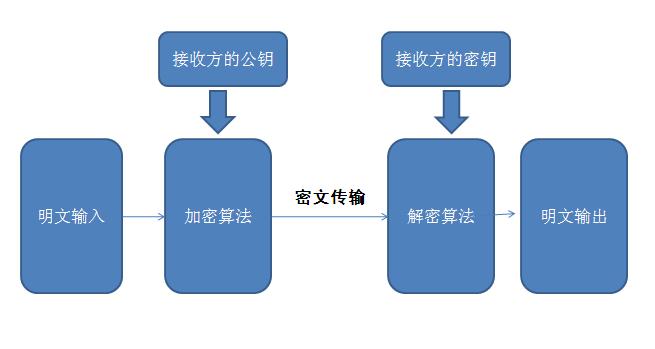 接收方的公钥
接收方的密钥
明文输入
加密算法
密文传输
解密算法
明文输出